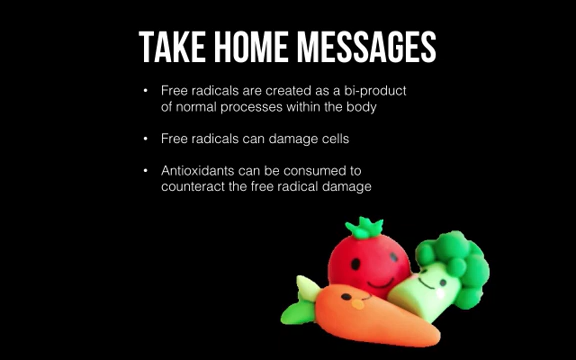 TAKE HOME MESSAGES
• Free radicals are created as a bi-product
of normal processes within the body
• Free radicals can damage cells
• Antioxidants can be consumed to
counteract the free radical damage